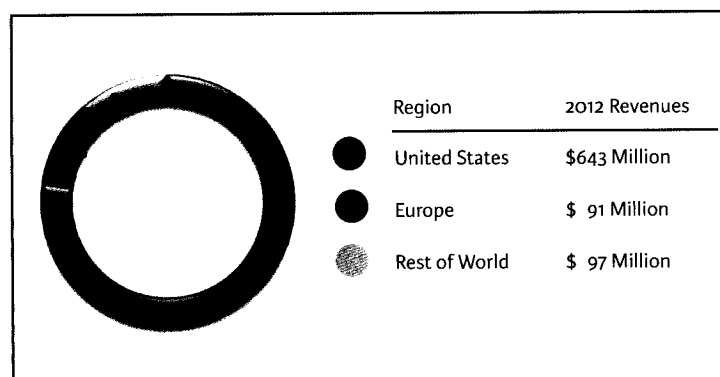 Region 2012 Revenues
United States $643 Million
Europe $ 91 Million
Rest of World $ 97 Million